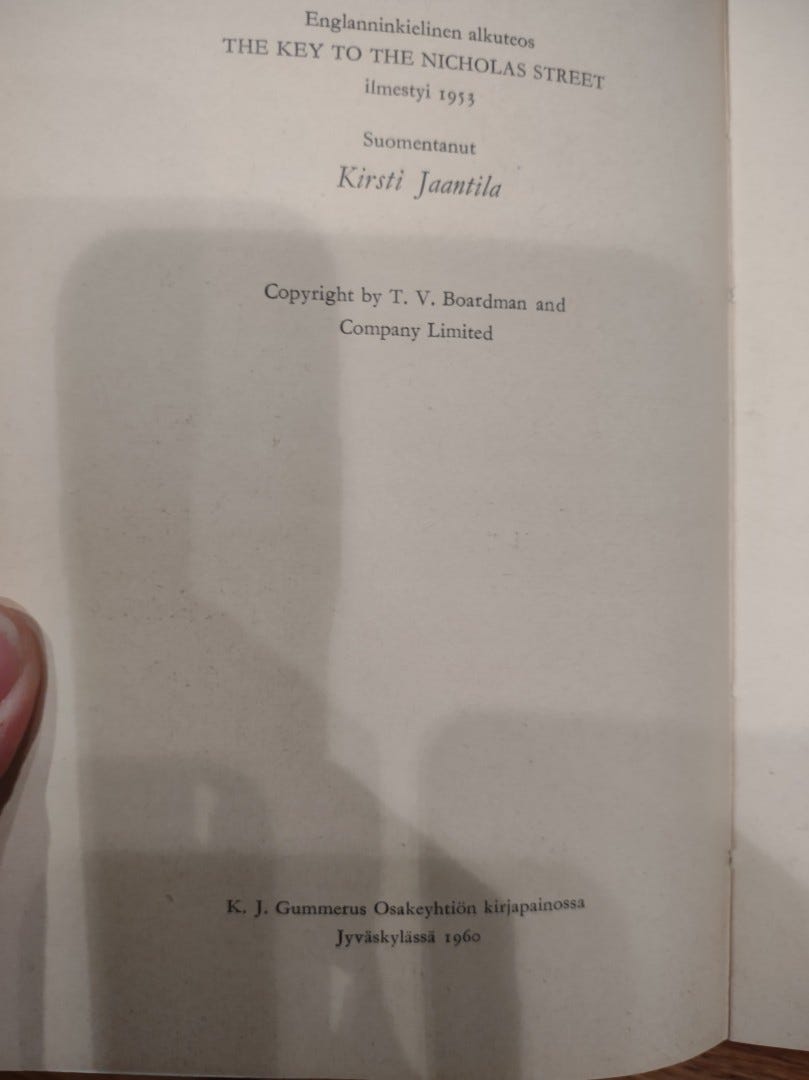 Englanninkielinen alkuteos
THE KEY TO THE NICHOLAS STREET
ilmestyi 1953
Suomentanut
Kirsti Jaantila
Copyright by T. V. Boardman and
Company Limited
K. J. Gummerus Osakeyhtiön kirjapainossa
Jyväskylässä 1960